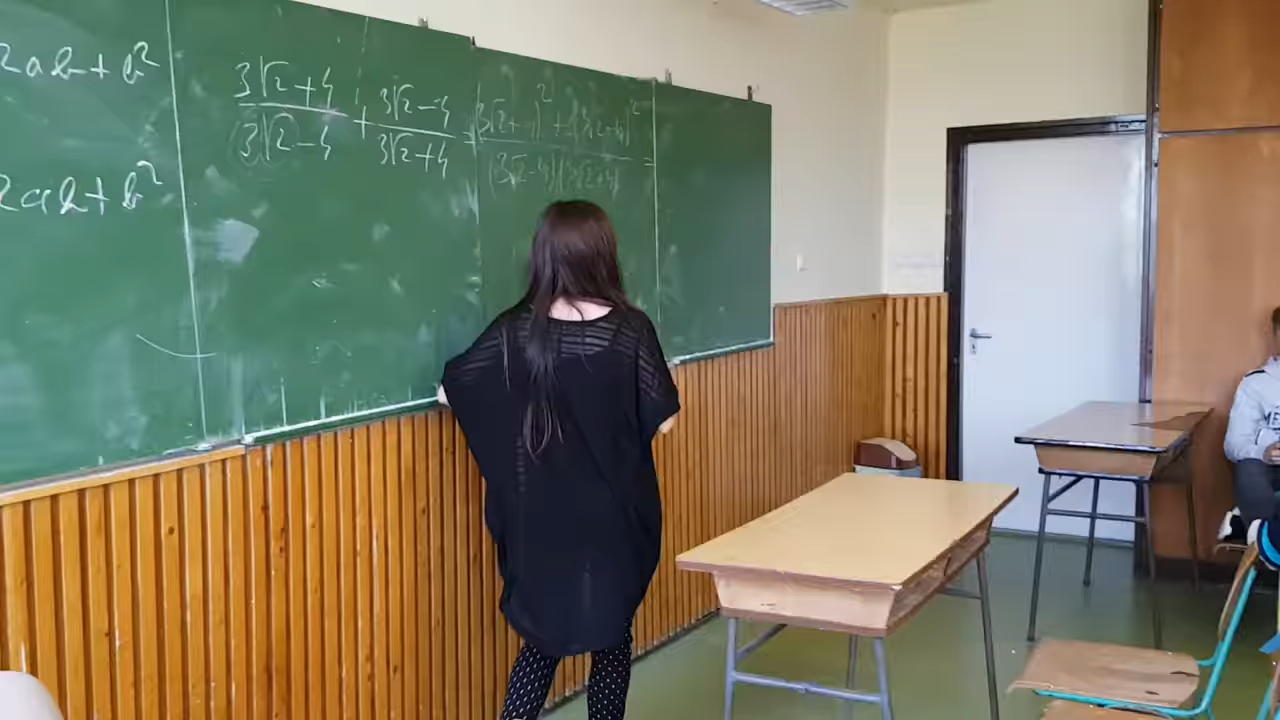 2ab+b²
2ab+b²
(3√2+4)/(3√2-4) + (3√2-4)/(3√2+4) = ((3√2+4)²+(3√2-4)²)/((3√2-4)(3√2+4)) =